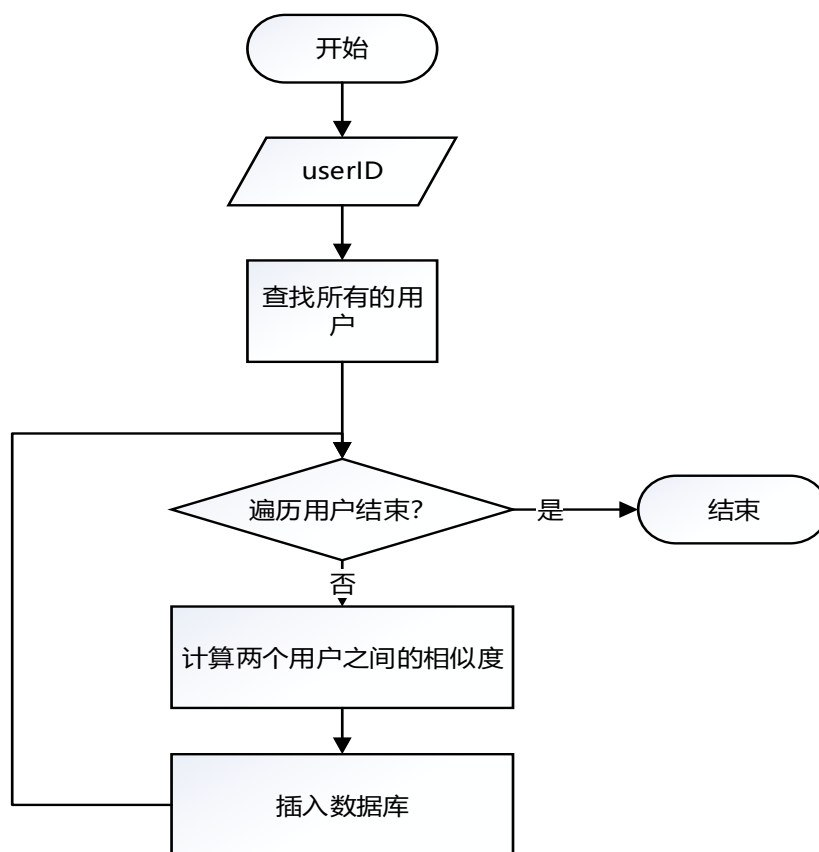 开始
userID
查找所有的用
户
遍历用户结束?
是
结束
否
计算两个用户之间的相似度
插入数据库